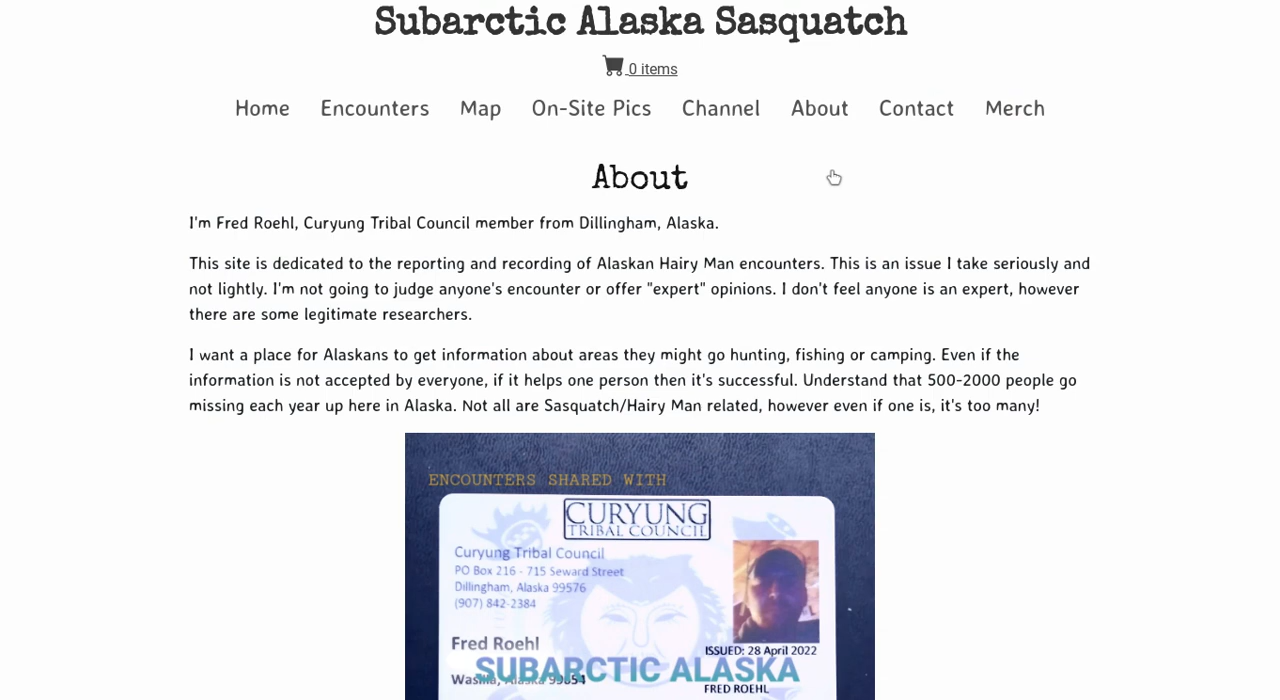 Subarctic Alaska Sasquatch
0 items
Home Encounters Map On-Site Pics Channel About Contact Merch
About
I'm Fred Roehl, Curyung Tribal Council member from Dillingham, Alaska.
This site is dedicated to the reporting and recording of Alaskan Hairy Man encounters. This is an issue I take seriously and
not lightly. I'm not going to judge anyone's encounter or offer "expert" opinions. I don't feel anyone is an expert, however
there are some legitimate researchers.
I want a place for Alaskans to get information about areas they might go hunting, fishing or camping. Even if the
information is not accepted by everyone, if it helps one person then it's successful. Understand that 500-2000 people go
missing each year up here in Alaska. Not all are Sasquatch/Hairy Man related, however even if one is, it's too many!
ENCOUNTERS SHARED WITH
CURYUNG
TRIBAL COUNCIL
Curyung Tribal Council
PO Box 216 - 715 Seward Street
Dillingham, Alaska 99576
(907) 842-2384
Fred Roehl
ISSUED: 28 April 2022
SUBARCTIC ALASKA
Wasilla, Alaska 99654
FRED ROEHL